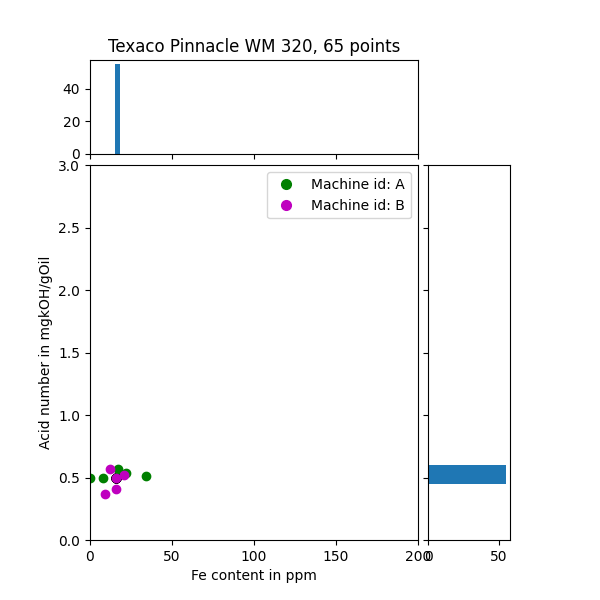 Texaco Pinnacle WM 320, 65 points
40
20
0
3.0
2.5
2.0
1.5
1.0
0.5
0.0
Acid number in mgkOH/gOil
Machine id: A
Machine id: B
0 50 100 150 200
0 50
Fe content in ppm